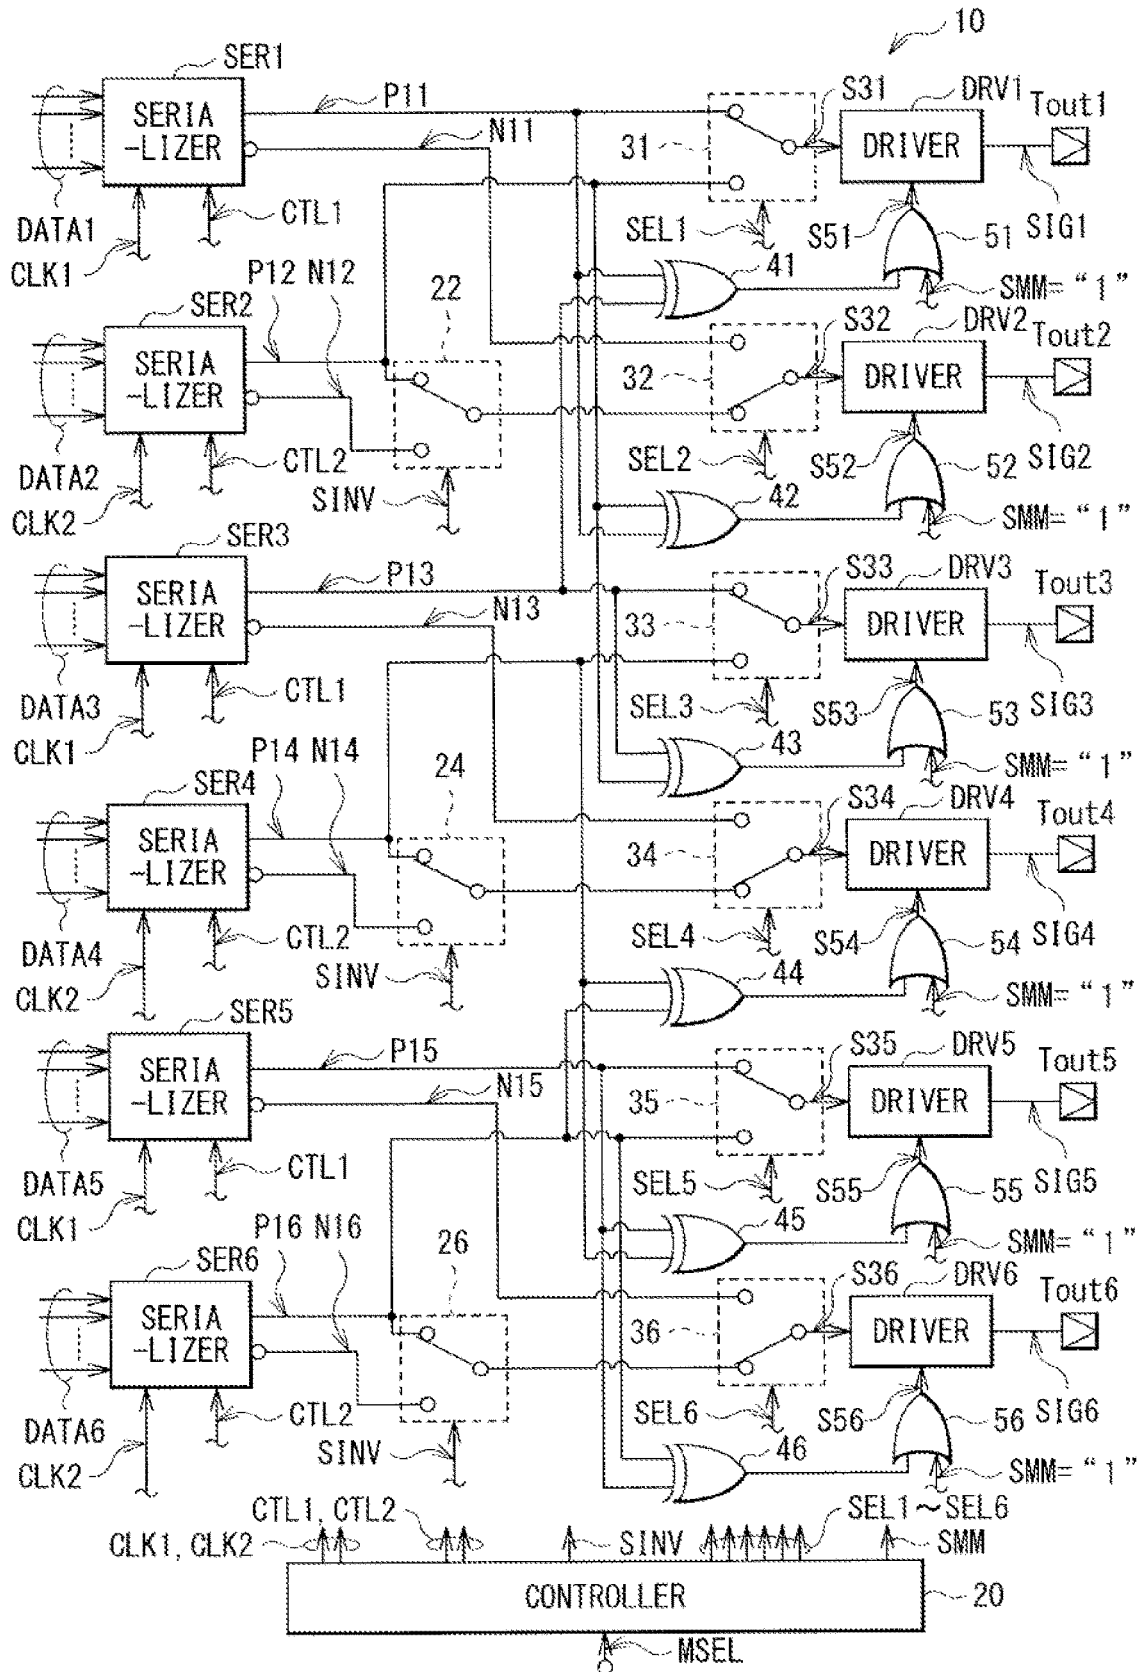 10
SER1
SERIA
-LIZER
P11
N11
DATA1
CLK1
CTL1
31
S31
DRV1
DRIVER
Tout1
SEL1
S51
51
SIG1
41
SMM=“1”
P12 N12
22
SER2
SERIA
-LIZER
DATA2
CLK2
CTL2
SINV
32
S32
DRV2
DRIVER
Tout2
SEL2
S52
52
SIG2
42
SMM=“1”
SER3
SERIA
-LIZER
P13
N13
DATA3
CLK1
CTL1
33
S33
DRV3
DRIVER
Tout3
SEL3
S53
53
SIG3
43
SMM=“1”
P14 N14
24
SER4
SERIA
-LIZER
DATA4
CLK2
CTL2
SINV
34
S34
DRV4
DRIVER
Tout4
SEL4
S54
54
SIG4
44
SMM=“1”
SER5
SERIA
-LIZER
P15
N15
DATA5
CLK1
CTL1
35
S35
DRV5
DRIVER
Tout5
SEL5
S55
55
SIG5
45
SMM=“1”
P16 N16
26
SER6
SERIA
-LIZER
DATA6
CLK2
CTL2
SINV
36
S36
DRV6
DRIVER
Tout6
SEL6
S56
56
SIG6
46
SMM=“1”
CLK1, CLK2
CTL1, CTL2
SINV
SEL1～SEL6
SMM
CONTROLLER
20
MSEL